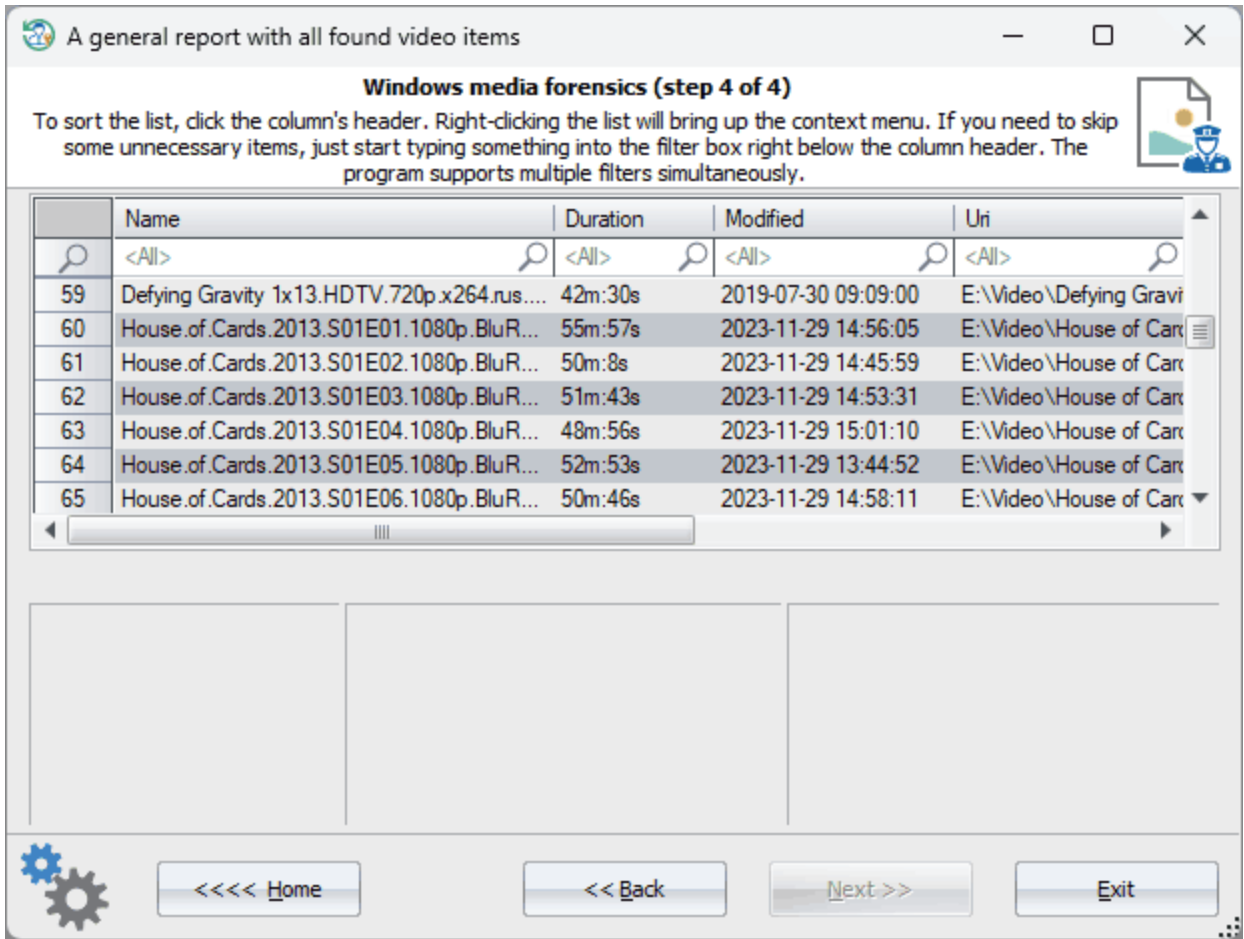 A general report with all found video items
Windows media forensics (step 4 of 4)
To sort the list, click the column's header. Right-clicking the list will bring up the context menu. If you need to skip
some unnecessary items, just start typing something into the filter box right below the column header. The
program supports multiple filters simultaneously.
Name Duration Modified Uri
<All> <All> <All> <All>
59 Defying Gravity 1x13.HDTV.720p.x264.rus.... 42m:30s 2019-07-30 09:09:00 E:\Video\Defying Gravi
60 House.of.Cards.2013.S01E01.1080p.BluR... 55m:57s 2023-11-29 14:56:05 E:\Video\House of Car
61 House.of.Cards.2013.S01E02.1080p.BluR... 50m:8s 2023-11-29 14:45:59 E:\Video\House of Car
62 House.of.Cards.2013.S01E03.1080p.BluR... 51m:43s 2023-11-29 14:53:31 E:\Video\House of Car
63 House.of.Cards.2013.S01E04.1080p.BluR... 48m:56s 2023-11-29 15:01:10 E:\Video\House of Car
64 House.of.Cards.2013.S01E05.1080p.BluR... 52m:53s 2023-11-29 13:44:52 E:\Video\House of Car
65 House.of.Cards.2013.S01E06.1080p.BluR... 50m:46s 2023-11-29 14:58:11 E:\Video\House of Car
<<<< Home << Back Next >> Exit